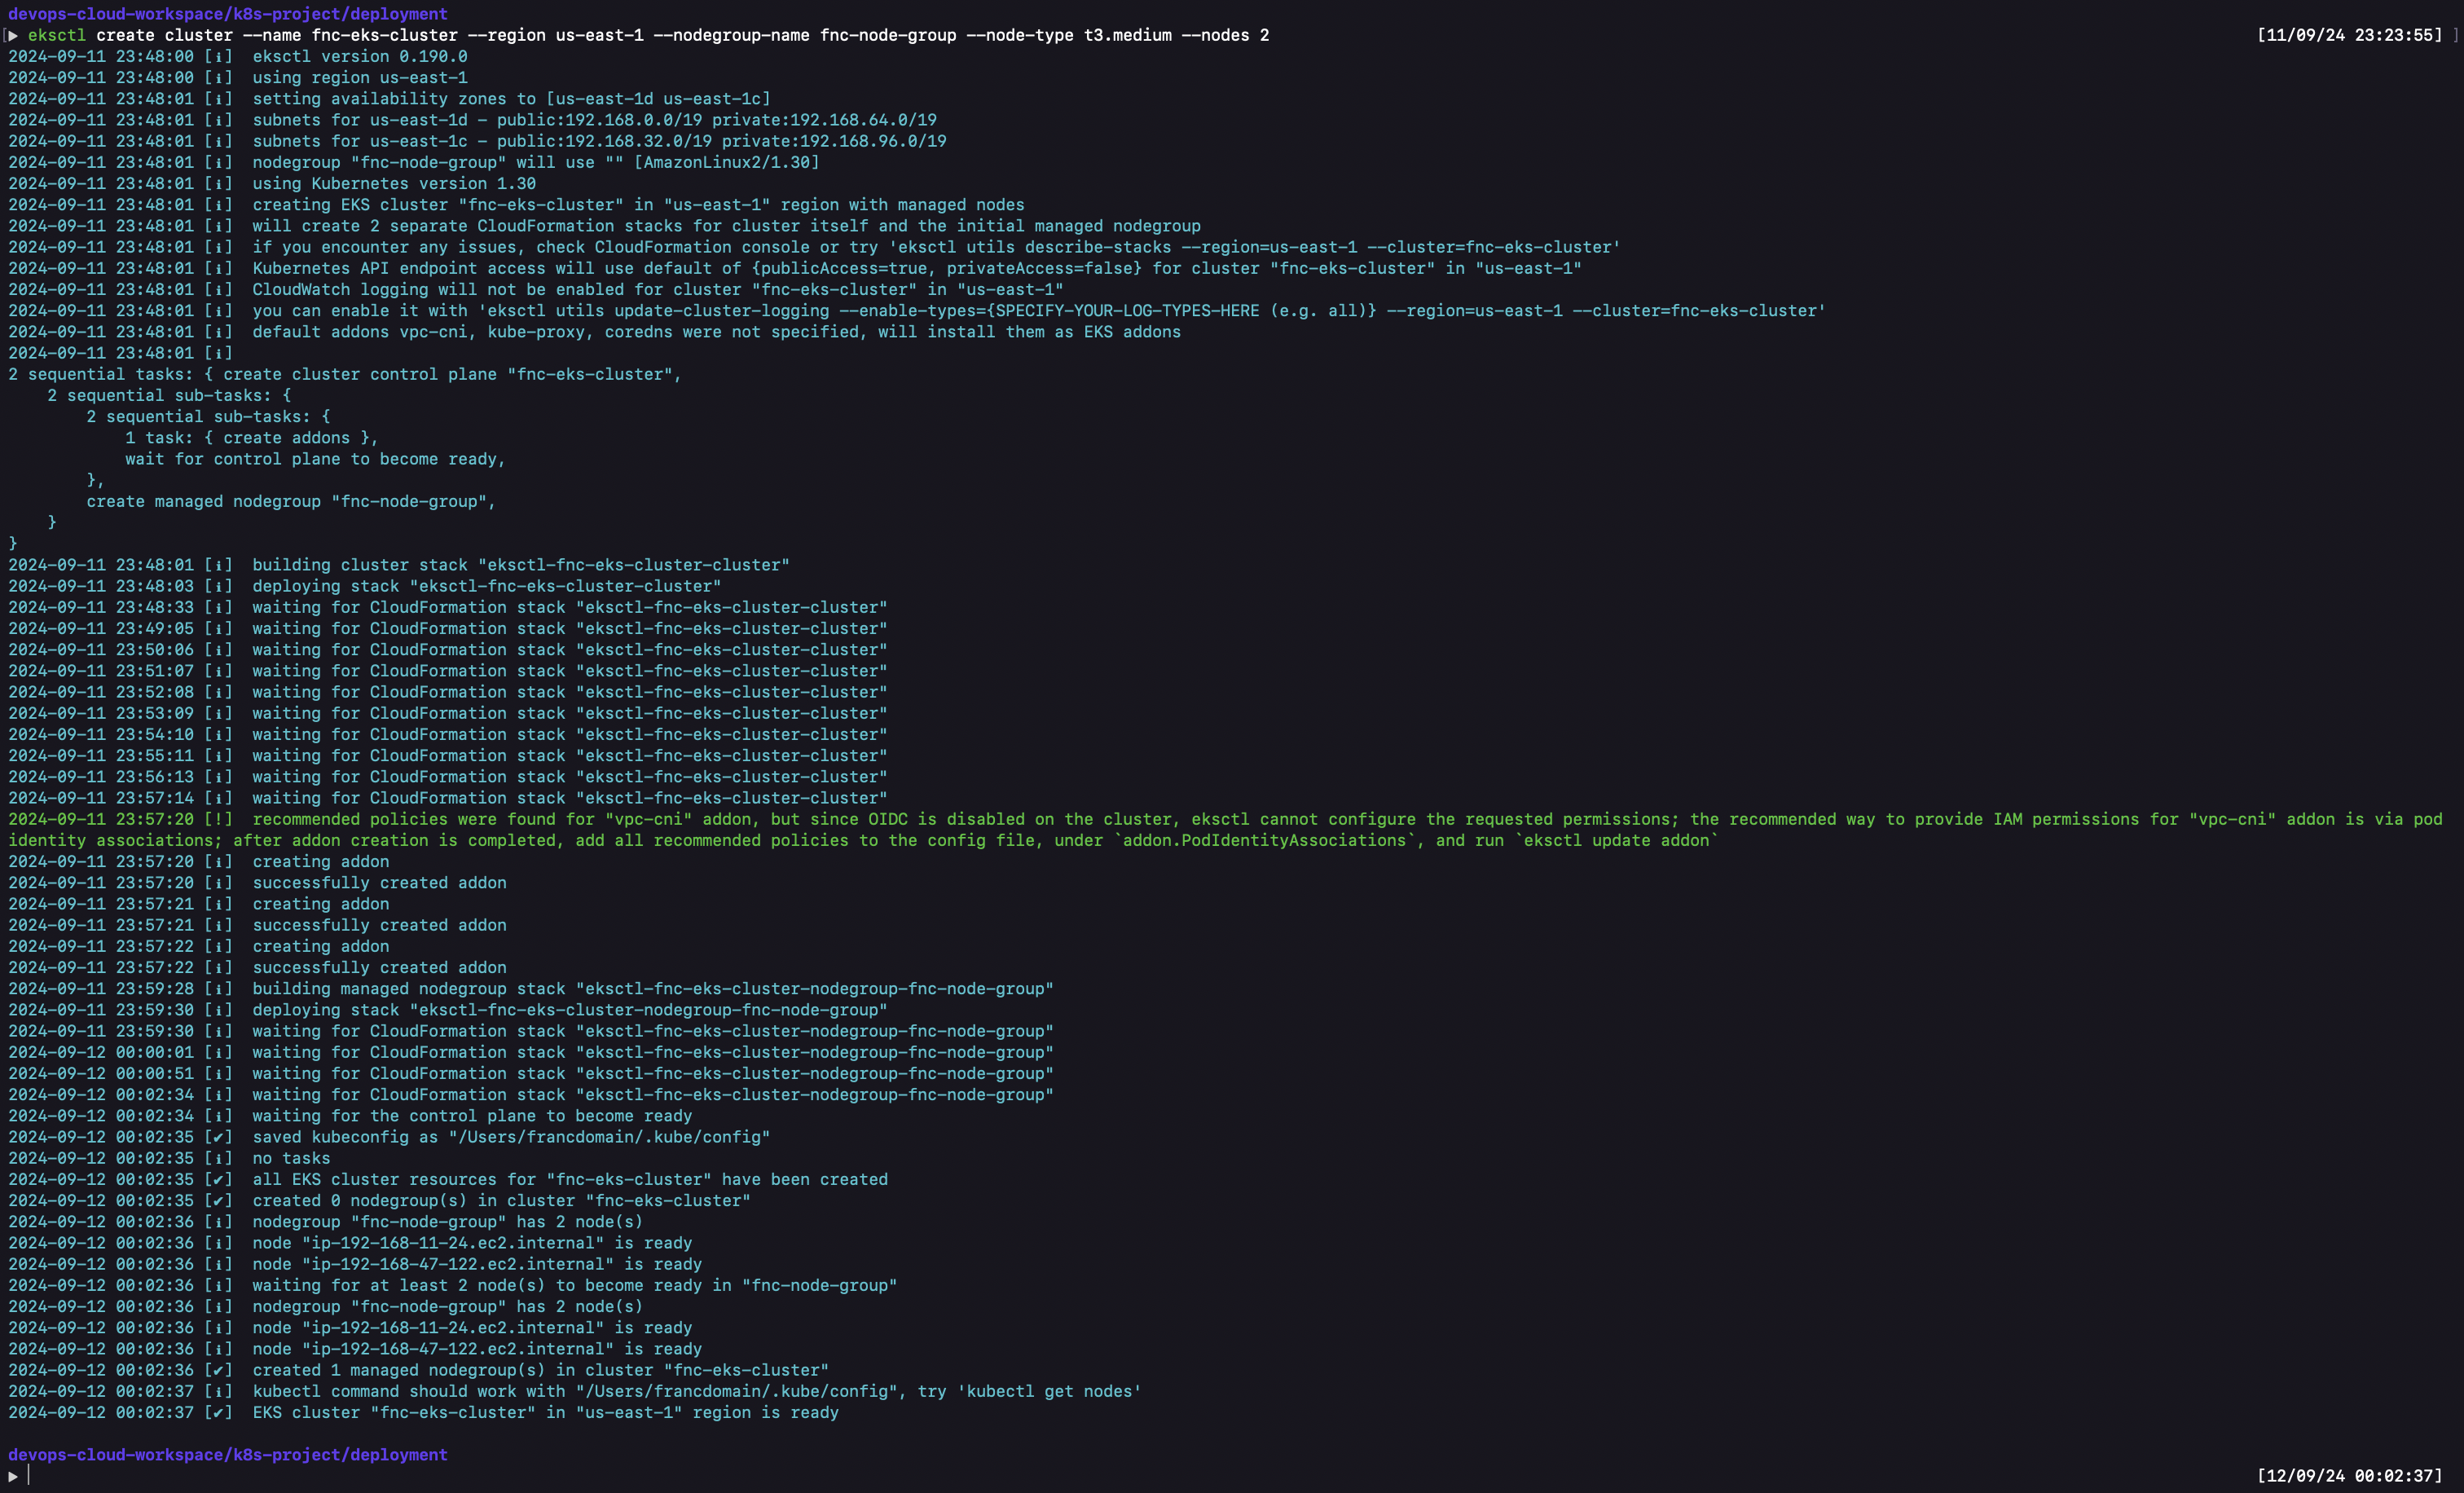 devops-cloud-workspace/k8s-project/deployment
[▶ eksctl create cluster --name fnc-eks-cluster --region us-east-1 --nodegroup-name fnc-node-group --node-type t3.medium --nodes 2 [11/09/24 23:23:55] ]
2024-09-11 23:48:00 [ℹ]  eksctl version 0.190.0
2024-09-11 23:48:00 [ℹ]  using region us-east-1
2024-09-11 23:48:01 [ℹ]  setting availability zones to [us-east-1d us-east-1c]
2024-09-11 23:48:01 [ℹ]  subnets for us-east-1d - public:192.168.0.0/19 private:192.168.64.0/19
2024-09-11 23:48:01 [ℹ]  subnets for us-east-1c - public:192.168.32.0/19 private:192.168.96.0/19
2024-09-11 23:48:01 [ℹ]  nodegroup "fnc-node-group" will use "" [AmazonLinux2/1.30]
2024-09-11 23:48:01 [ℹ]  using Kubernetes version 1.30
2024-09-11 23:48:01 [ℹ]  creating EKS cluster "fnc-eks-cluster" in "us-east-1" region with managed nodes
2024-09-11 23:48:01 [ℹ]  will create 2 separate CloudFormation stacks for cluster itself and the initial managed nodegroup
2024-09-11 23:48:01 [ℹ]  if you encounter any issues, check CloudFormation console or try 'eksctl utils describe-stacks --region=us-east-1 --cluster=fnc-eks-cluster'
2024-09-11 23:48:01 [ℹ]  Kubernetes API endpoint access will use default of {publicAccess=true, privateAccess=false} for cluster "fnc-eks-cluster" in "us-east-1"
2024-09-11 23:48:01 [ℹ]  CloudWatch logging will not be enabled for cluster "fnc-eks-cluster" in "us-east-1"
2024-09-11 23:48:01 [ℹ]  you can enable it with 'eksctl utils update-cluster-logging --enable-types={SPECIFY-YOUR-LOG-TYPES-HERE (e.g. all)} --region=us-east-1 --cluster=fnc-eks-cluster'
2024-09-11 23:48:01 [ℹ]  default addons vpc-cni, kube-proxy, coredns were not specified, will install them as EKS addons
2024-09-11 23:48:01 [ℹ]
2 sequential tasks: { create cluster control plane "fnc-eks-cluster",
    2 sequential sub-tasks: {
        2 sequential sub-tasks: {
            1 task: { create addons },
            wait for control plane to become ready,
        },
        create managed nodegroup "fnc-node-group",
    }
}
2024-09-11 23:48:01 [ℹ]  building cluster stack "eksctl-fnc-eks-cluster-cluster"
2024-09-11 23:48:03 [ℹ]  deploying stack "eksctl-fnc-eks-cluster-cluster"
2024-09-11 23:48:33 [ℹ]  waiting for CloudFormation stack "eksctl-fnc-eks-cluster-cluster"
2024-09-11 23:49:05 [ℹ]  waiting for CloudFormation stack "eksctl-fnc-eks-cluster-cluster"
2024-09-11 23:50:06 [ℹ]  waiting for CloudFormation stack "eksctl-fnc-eks-cluster-cluster"
2024-09-11 23:51:07 [ℹ]  waiting for CloudFormation stack "eksctl-fnc-eks-cluster-cluster"
2024-09-11 23:52:08 [ℹ]  waiting for CloudFormation stack "eksctl-fnc-eks-cluster-cluster"
2024-09-11 23:53:09 [ℹ]  waiting for CloudFormation stack "eksctl-fnc-eks-cluster-cluster"
2024-09-11 23:54:10 [ℹ]  waiting for CloudFormation stack "eksctl-fnc-eks-cluster-cluster"
2024-09-11 23:55:11 [ℹ]  waiting for CloudFormation stack "eksctl-fnc-eks-cluster-cluster"
2024-09-11 23:56:13 [ℹ]  waiting for CloudFormation stack "eksctl-fnc-eks-cluster-cluster"
2024-09-11 23:57:14 [ℹ]  waiting for CloudFormation stack "eksctl-fnc-eks-cluster-cluster"
2024-09-11 23:57:20 [!]  recommended policies were found for "vpc-cni" addon, but since OIDC is disabled on the cluster, eksctl cannot configure the requested permissions; the recommended way to provide IAM permissions for "vpc-cni" addon is via pod
identity associations; after addon creation is completed, add all recommended policies to the config file, under `addon.PodIdentityAssociations`, and run `eksctl update addon`
2024-09-11 23:57:20 [ℹ]  creating addon
2024-09-11 23:57:20 [ℹ]  successfully created addon
2024-09-11 23:57:21 [ℹ]  creating addon
2024-09-11 23:57:21 [ℹ]  successfully created addon
2024-09-11 23:57:22 [ℹ]  creating addon
2024-09-11 23:57:22 [ℹ]  successfully created addon
2024-09-11 23:59:28 [ℹ]  building managed nodegroup stack "eksctl-fnc-eks-cluster-nodegroup-fnc-node-group"
2024-09-11 23:59:30 [ℹ]  deploying stack "eksctl-fnc-eks-cluster-nodegroup-fnc-node-group"
2024-09-11 23:59:30 [ℹ]  waiting for CloudFormation stack "eksctl-fnc-eks-cluster-nodegroup-fnc-node-group"
2024-09-12 00:00:01 [ℹ]  waiting for CloudFormation stack "eksctl-fnc-eks-cluster-nodegroup-fnc-node-group"
2024-09-12 00:00:51 [ℹ]  waiting for CloudFormation stack "eksctl-fnc-eks-cluster-nodegroup-fnc-node-group"
2024-09-12 00:02:34 [ℹ]  waiting for CloudFormation stack "eksctl-fnc-eks-cluster-nodegroup-fnc-node-group"
2024-09-12 00:02:34 [ℹ]  waiting for the control plane to become ready
2024-09-12 00:02:35 [✔]  saved kubeconfig as "/Users/francdomain/.kube/config"
2024-09-12 00:02:35 [ℹ]  no tasks
2024-09-12 00:02:35 [✔]  all EKS cluster resources for "fnc-eks-cluster" have been created
2024-09-12 00:02:35 [✔]  created 0 nodegroup(s) in cluster "fnc-eks-cluster"
2024-09-12 00:02:36 [ℹ]  nodegroup "fnc-node-group" has 2 node(s)
2024-09-12 00:02:36 [ℹ]  node "ip-192-168-11-24.ec2.internal" is ready
2024-09-12 00:02:36 [ℹ]  node "ip-192-168-47-122.ec2.internal" is ready
2024-09-12 00:02:36 [ℹ]  waiting for at least 2 node(s) to become ready in "fnc-node-group"
2024-09-12 00:02:36 [ℹ]  nodegroup "fnc-node-group" has 2 node(s)
2024-09-12 00:02:36 [ℹ]  node "ip-192-168-11-24.ec2.internal" is ready
2024-09-12 00:02:36 [ℹ]  node "ip-192-168-47-122.ec2.internal" is ready
2024-09-12 00:02:36 [✔]  created 1 managed nodegroup(s) in cluster "fnc-eks-cluster"
2024-09-12 00:02:37 [ℹ]  kubectl command should work with "/Users/francdomain/.kube/config", try 'kubectl get nodes'
2024-09-12 00:02:37 [✔]  EKS cluster "fnc-eks-cluster" in "us-east-1" region is ready
devops-cloud-workspace/k8s-project/deployment
▶ [12/09/24 00:02:37]